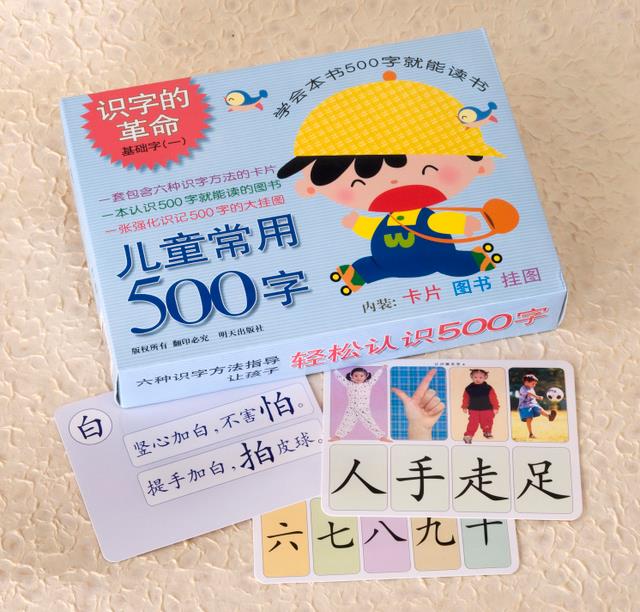 识字的
革命
基础字(一)
学会本书500字就能读书
一套包含六种识字方法的卡片
一本认识500字就能读的图书
一张强化识记500字的大挂图
儿童常用
500字
内装: 卡片 图书 挂图
版权所有 翻印必究 明天出版社
六种识字方法指导
让孩子
轻松认识500字
白
竖心加白,不害怕。
提手加白,拍皮球。
人 手 走 足
六 七 八 九 十